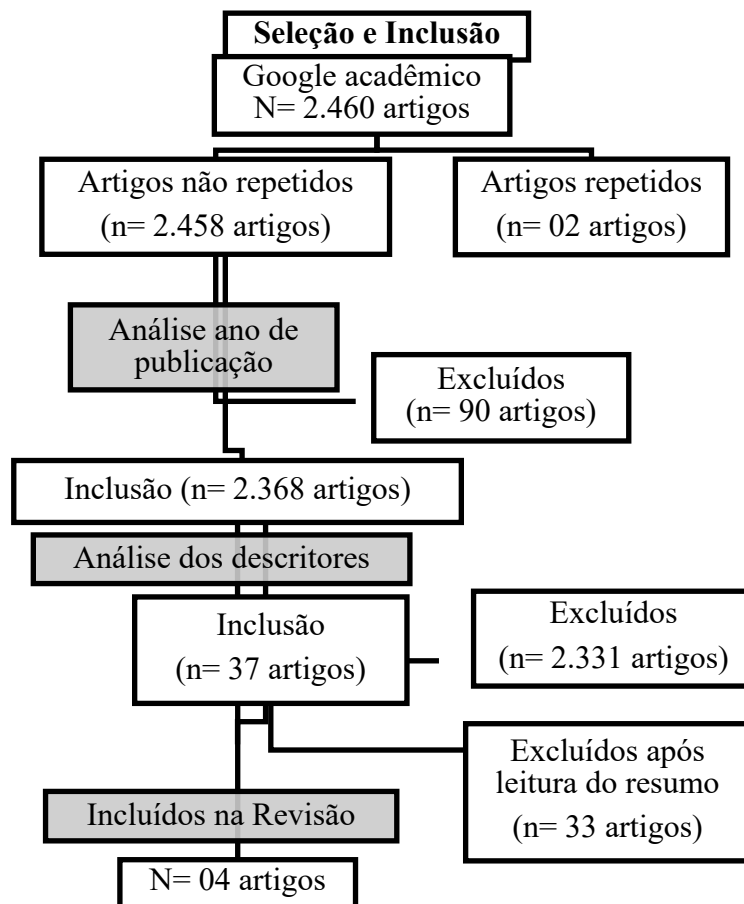 Seleção e Inclusão
Google acadêmico
N= 2.460 artigos
Artigos não repetidos
(n= 2.458 artigos)
Artigos repetidos
(n= 02 artigos)
Análise ano de
publicação
Excluídos
(n= 90 artigos)
Inclusão (n= 2.368 artigos)
Análise dos descritores
Inclusão
(n= 37 artigos)
Excluídos
(n= 2.331 artigos)
Excluídos após
leitura do resumo
(n= 33 artigos)
Incluídos na Revisão
N= 04 artigos